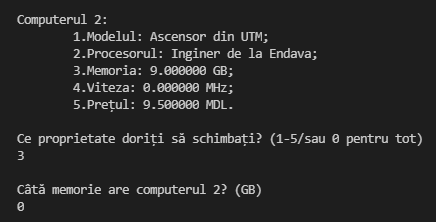 Computerul 2:
1.Modelul: Ascensor din UTM;
2.Procesorul: Inginer de la Endava;
3.Memoria: 9.000000 GB;
4.Viteza: 0.000000 MHz;
5.Prețul: 9.500000 MDL.
Ce proprietate doriți să schimbați? (1-5/sau 0 pentru tot)
3
Câtă memorie are computerul 2? (GB)
0